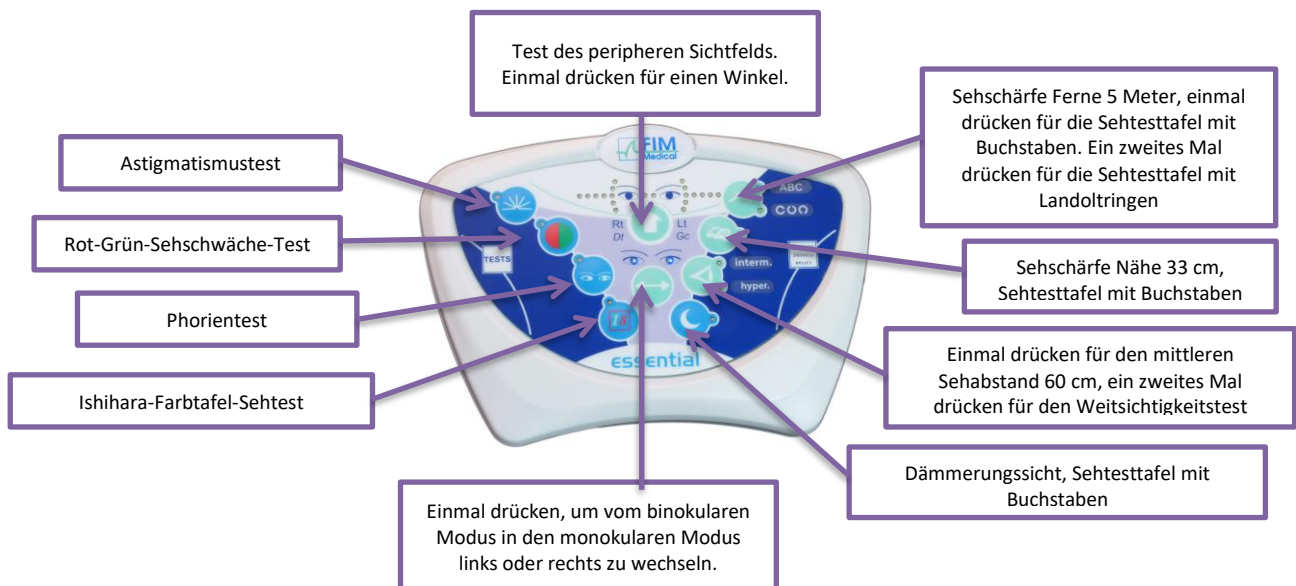 Test des peripheren Sichtfelds.
Einmal drücken für einen Winkel.
Sehschärfe Ferne 5 Meter, einmal
drücken für die Sehtesttafel mit
Buchstaben. Ein zweites Mal
drücken für die Sehtesttafel mit
Landoltringen
Astigmatismustest
Rot-Grün-Sehschwäche-Test
Phorientest
Ishihara-Farbtafel-Sehtest
FIM
Medical
ABC
Rt
Dt
Lt
Gc
TESTS
interm.
hyper.
essential
Sehschärfe Nähe 33 cm,
Sehtesttafel mit Buchstaben
Einmal drücken für den mittleren
Sehabstand 60 cm, ein zweites Mal
drücken für den Weitsichtigkeitstest
Dämmerungssicht, Sehtesttafel mit
Buchstaben
Einmal drücken, um vom binokularen
Modus in den monokularen Modus
links oder rechts zu wechseln.